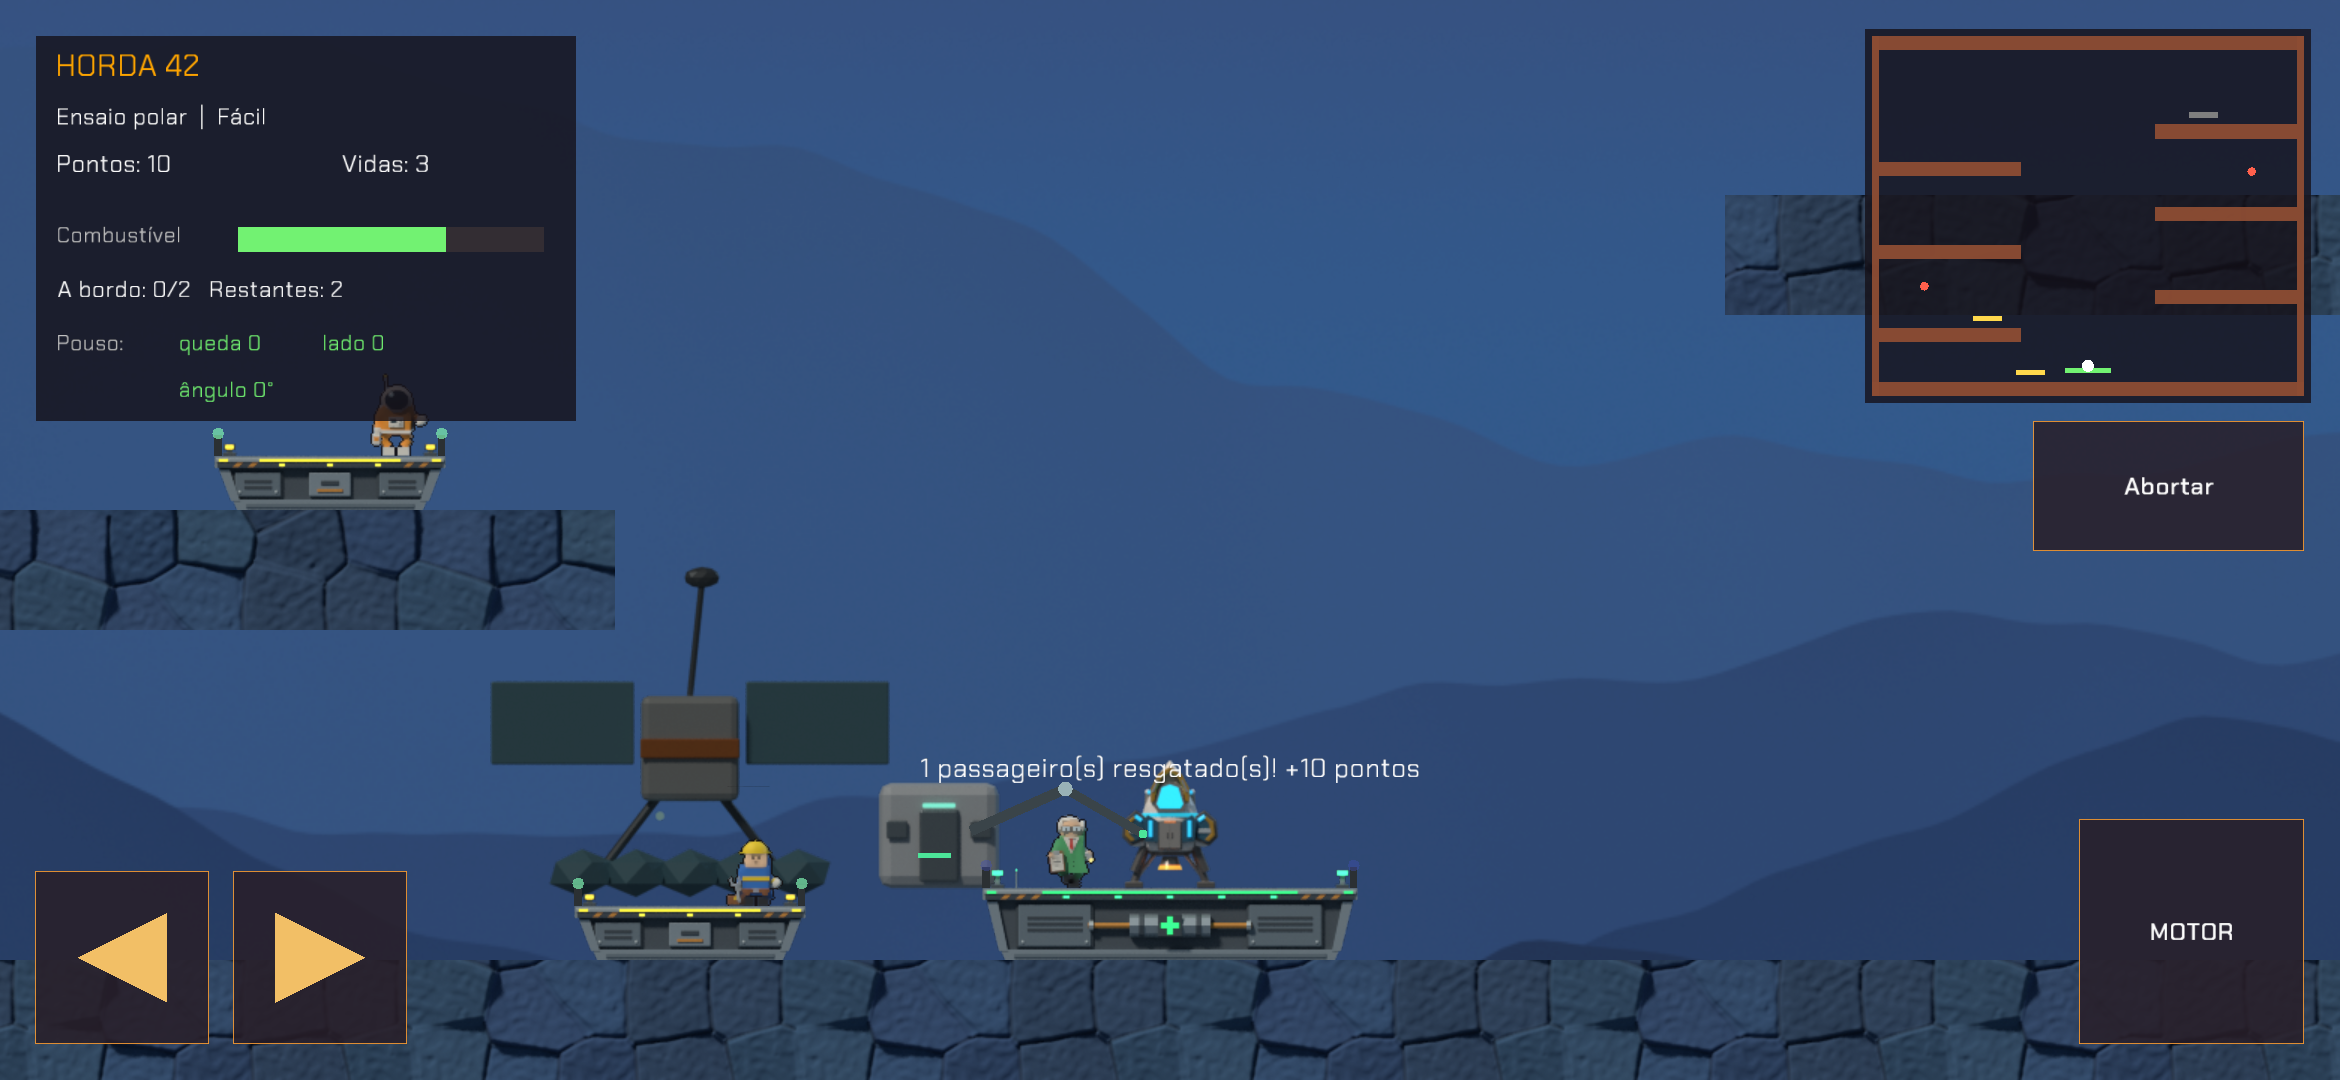 HORDA 42
Ensaio polar | Fácil
Pontos: 10 Vidas: 3
Combustível
A bordo: 0/2 Restantes: 2
Pouso: queda 0 lado 0
ângulo 0°
Abortar
1 passageiro(s) resgatado(s)! +10 pontos
MOTOR